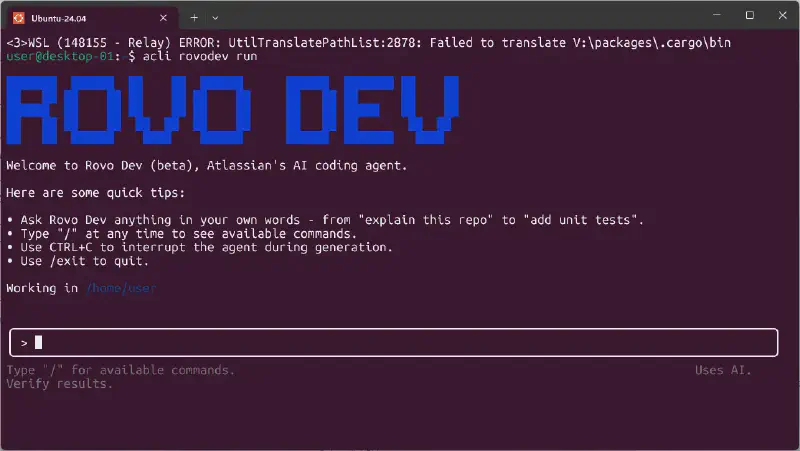 Ubuntu-24.04
<3>WSL (148155 - Relay) ERROR: UtilTranslatePathList:2878: Failed to translate V:\packages\.cargo\bin
user@desktop-01: $ acli rovodev run
ROVO DEV
Welcome to Rovo Dev (beta), Atlassian's AI coding agent.
Here are some quick tips:
• Ask Rovo Dev anything in your own words - from "explain this repo" to "add unit tests".
• Type "/" at any time to see available commands.
• Use CTRL+C to interrupt the agent during generation.
• Use /exit to quit.
Working in /home/user
>
Type "/" for available commands. Uses AI.
Verify results.